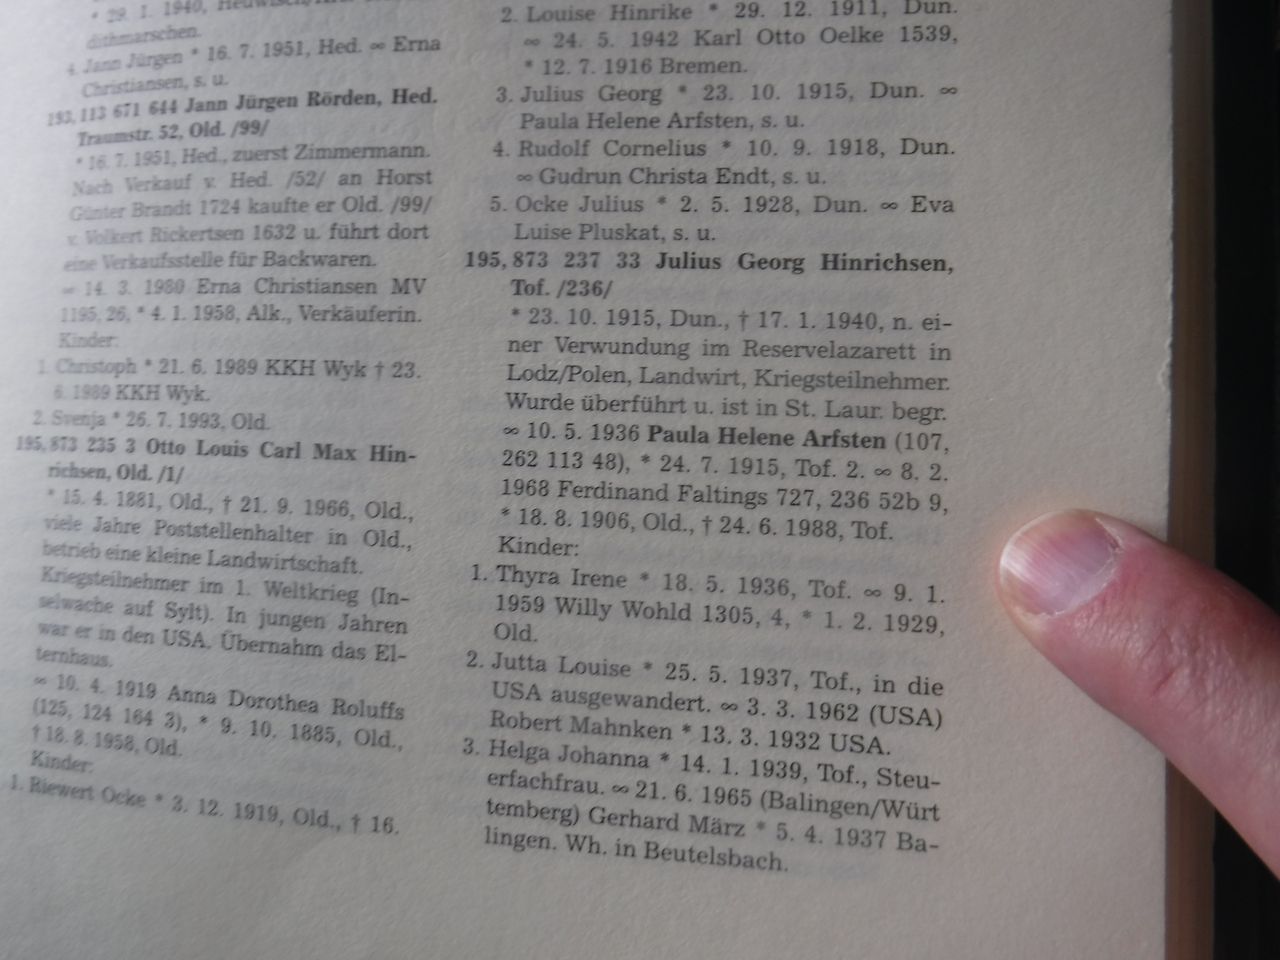 * 29. 1. 1940,
dithmarschen.
4. Jann Jürgen * 16. 7. 1951, Hed. ∞ Erna
Christiansen, s. u.
193, 113 671 644 Jann Jürgen Rörden, Hed.
Traumstr. 52, Old. /99/
* 16. 7. 1951, Hed., zuerst Zimmermann.
Nach Verkauf v. Hed. /52/ an Horst
Günter Brandt 1724 kaufte er Old. /99/
v. Volkert Rickertsen 1632 u. führt dort
eine Verkaufsstelle für Backwaren.
∞ 14. 3. 1980 Erna Christiansen MV
1195, 26, * 4. 1. 1958, Alk., Verkäuferin.
Kinder:
1. Christoph * 21. 6. 1989 KKH Wyk † 23.
6. 1989 KKH Wyk.
2. Svenja * 26. 7. 1993, Old.
195, 873 235 3 Otto Louis Carl Max Hin-
richsen, Old. /1/
* 15. 4. 1881, Old., † 21. 9. 1966, Old.,
viele Jahre Poststellenhalter in Old.,
betrieb eine kleine Landwirtschaft.
Kriegsteilnehmer im 1. Weltkrieg (In-
selwache auf Sylt). In jungen Jahren
war er in den USA. Übernahm das El-
ternhaus.
∞ 10. 4. 1919 Anna Dorothea Roluffs
(125, 124 164 3), * 9. 10. 1885, Old.,
† 18. 8. 1958, Old.
Kinder:
1. Riewert Ocke * 3. 12. 1919, Old., † 16.
2. Louise Hinrike * 29. 12. 1911, Dun.
∞ 24. 5. 1942 Karl Otto Oelke 1539,
* 12. 7. 1916 Bremen.
3. Julius Georg * 23. 10. 1915, Dun. ∞
Paula Helene Arfsten, s. u.
4. Rudolf Cornelius * 10. 9. 1918, Dun.
∞ Gudrun Christa Endt, s. u.
5. Ocke Julius * 2. 5. 1928, Dun. ∞ Eva
Luise Pluskat, s. u.
195, 873 237 33 Julius Georg Hinrichsen,
Tof. /236/
* 23. 10. 1915, Dun., † 17. 1. 1940, n. ei-
ner Verwundung im Reservelazarett in
Lodz/Polen, Landwirt, Kriegsteilnehmer.
Wurde überführt u. ist in St. Laur. begr.
∞ 10. 5. 1936 Paula Helene Arfsten (107,
262 113 48), * 24. 7. 1915, Tof. 2. ∞ 8. 2.
1968 Ferdinand Faltings 727, 236 52b 9,
* 18. 8. 1906, Old., † 24. 6. 1988, Tof.
Kinder:
1. Thyra Irene * 18. 5. 1936, Tof. ∞ 9. 1.
1959 Willy Wohld 1305, 4, * 1. 2. 1929,
Old.
2. Jutta Louise * 25. 5. 1937, Tof., in die
USA ausgewandert. ∞ 3. 3. 1962 (USA)
Robert Mahnken * 13. 3. 1932 USA.
3. Helga Johanna * 14. 1. 1939, Tof., Steu-
erfachfrau. ∞ 21. 6. 1965 (Balingen/Würt
temberg) Gerhard März * 5. 4. 1937 Ba-
lingen. Wh. in Beutelsbach.